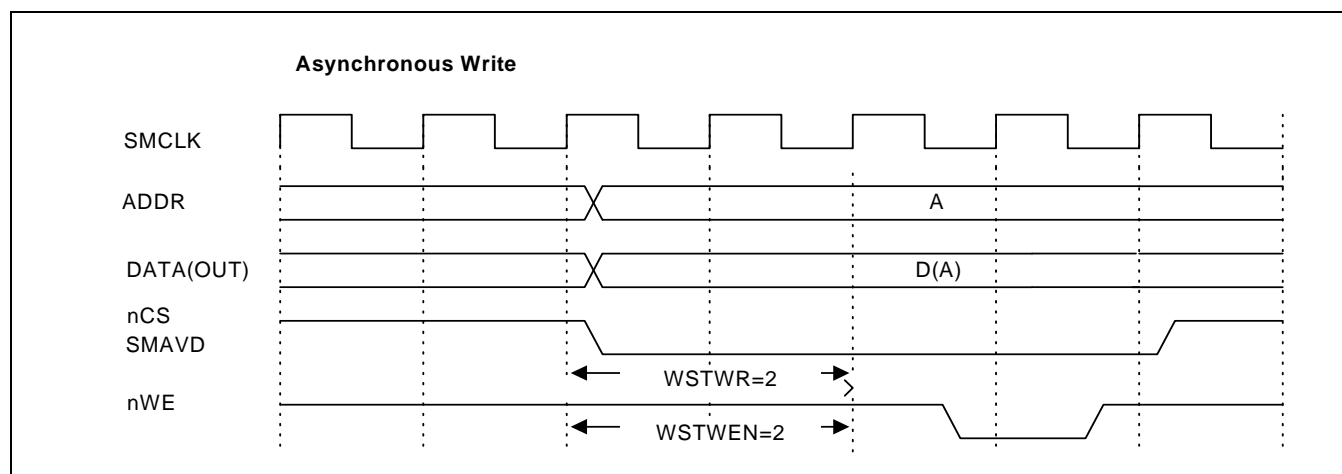 Asynchronous Write
SMCLK
ADDR
A
DATA(OUT)
D(A)
nCS
SMAVD
WSTWR=2
nWE
WSTWEN=2